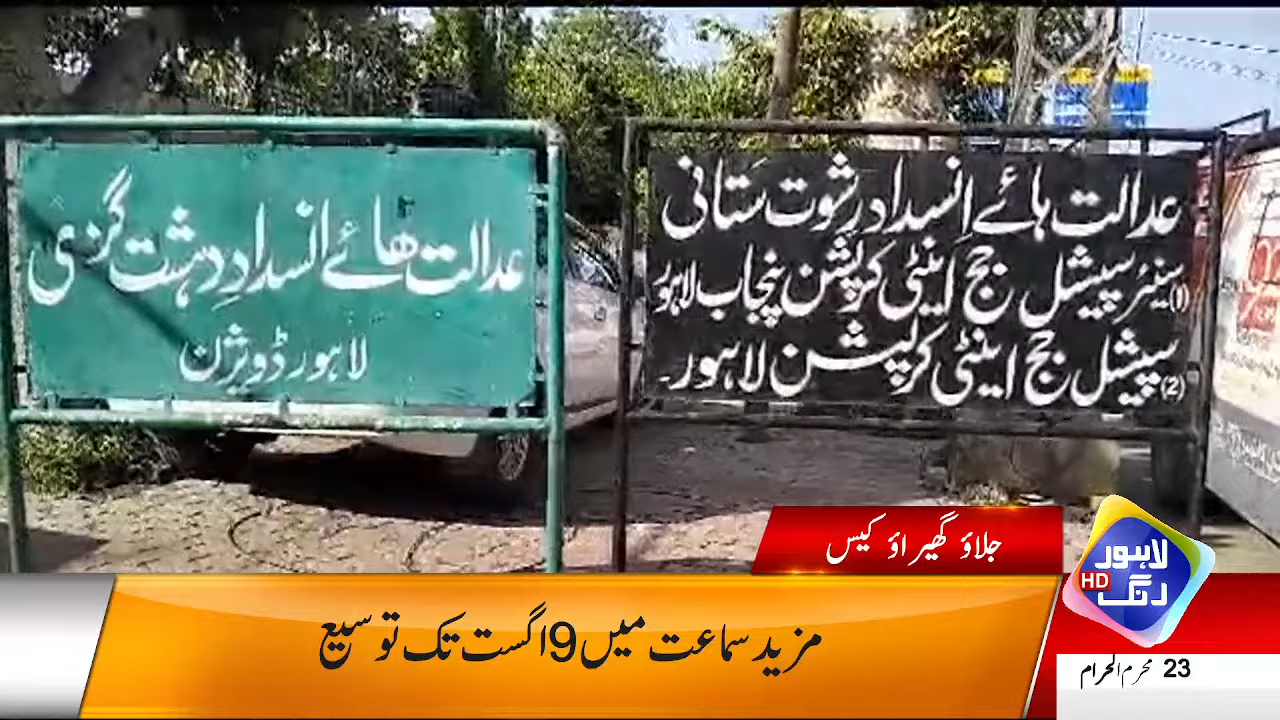 عدالت ھائے انسدادِ دہشت گردی
لاہور ڈویژن
عدالت ہائے انسداد رشوت ستانی
(1) سینئر سپیشل جج اینٹی کرپشن پنجاب لاہور
(2) سپیشل جج اینٹی کرپشن لاہور۔
جلاؤ گھیراؤ کیس
مزید سماعت میں 9 اگست تک توسیع
لاہور
رنگ HD
23 محرم الحرام